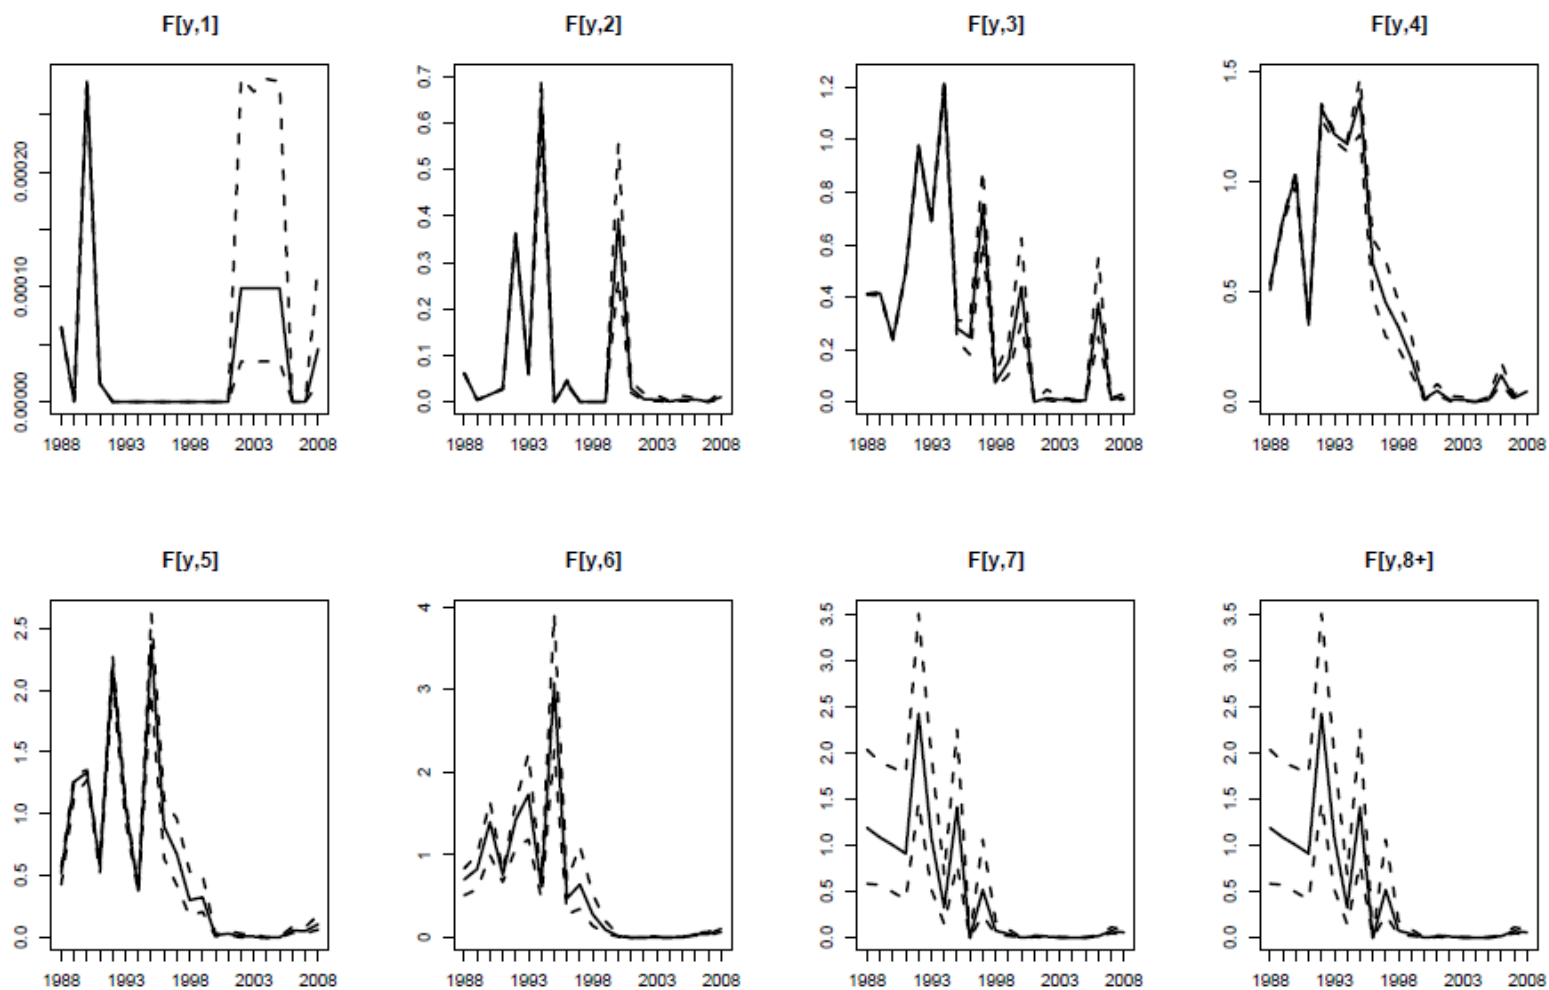 F[y,1]
0.00000 0.00010 0.00020
1988 1993 1998 2003 2008
F[y,2]
0.0 0.1 0.2 0.3 0.4 0.5 0.6 0.7
1988 1993 1998 2003 2008
F[y,3]
0.0 0.2 0.4 0.6 0.8 1.0 1.2
1988 1993 1998 2003 2008
F[y,4]
0.0 0.5 1.0 1.5
1988 1993 1998 2003 2008
F[y,5]
0.0 0.5 1.0 1.5 2.0 2.5
1988 1993 1998 2003 2008
F[y,6]
0 1 2 3 4
1988 1993 1998 2003 2008
F[y,7]
0.0 0.5 1.0 1.5 2.0 2.5 3.0 3.5
1988 1993 1998 2003 2008
F[y,8+]
0.0 0.5 1.0 1.5 2.0 2.5 3.0 3.5
1988 1993 1998 2003 2008